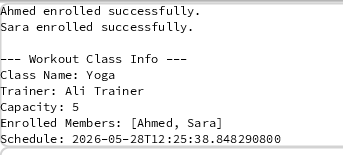 Ahmed enrolled successfully.
Sara enrolled successfully.

--- Workout Class Info ---
Class Name: Yoga
Trainer: Ali Trainer
Capacity: 5
Enrolled Members: [Ahmed, Sara]
Schedule: 2026-05-28T12:25:38.848290800